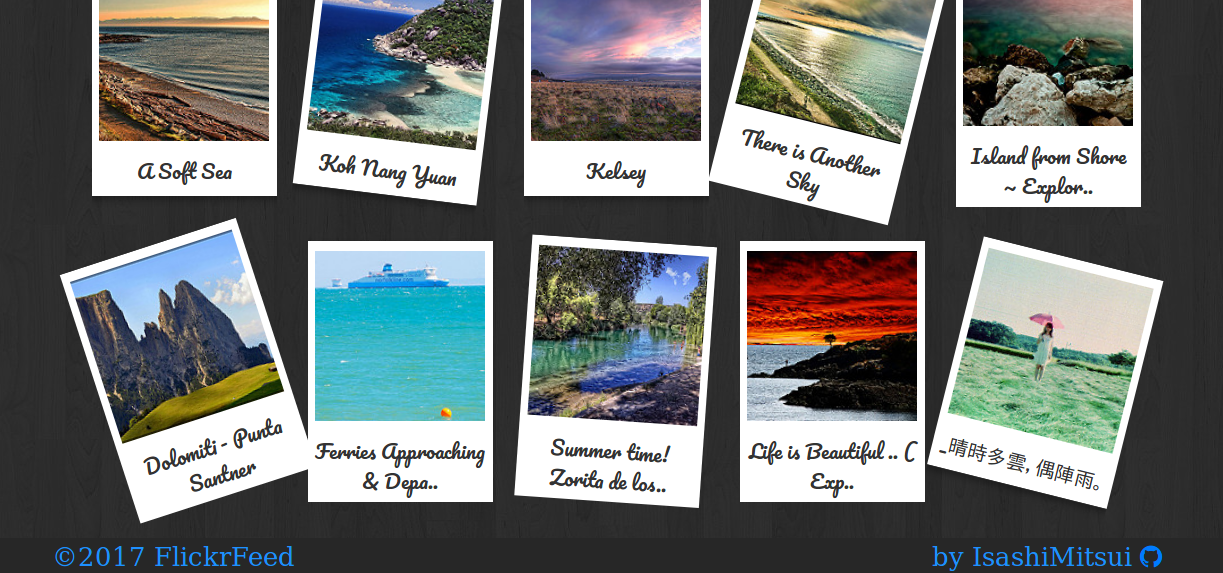 A Soft Sea
Koh Nang Yuan
Kelsey
There is Another
Sky
Island from Shore
~ Explor..
Dolomiti - Punta
Santner
Ferries Approaching
& Depa..
Summer time!
Zorita de los..
Life is Beautiful .. (
Exp..
-晴時多雲，偶陣雨。
©2017 FlickrFeed
by IsashiMitsui